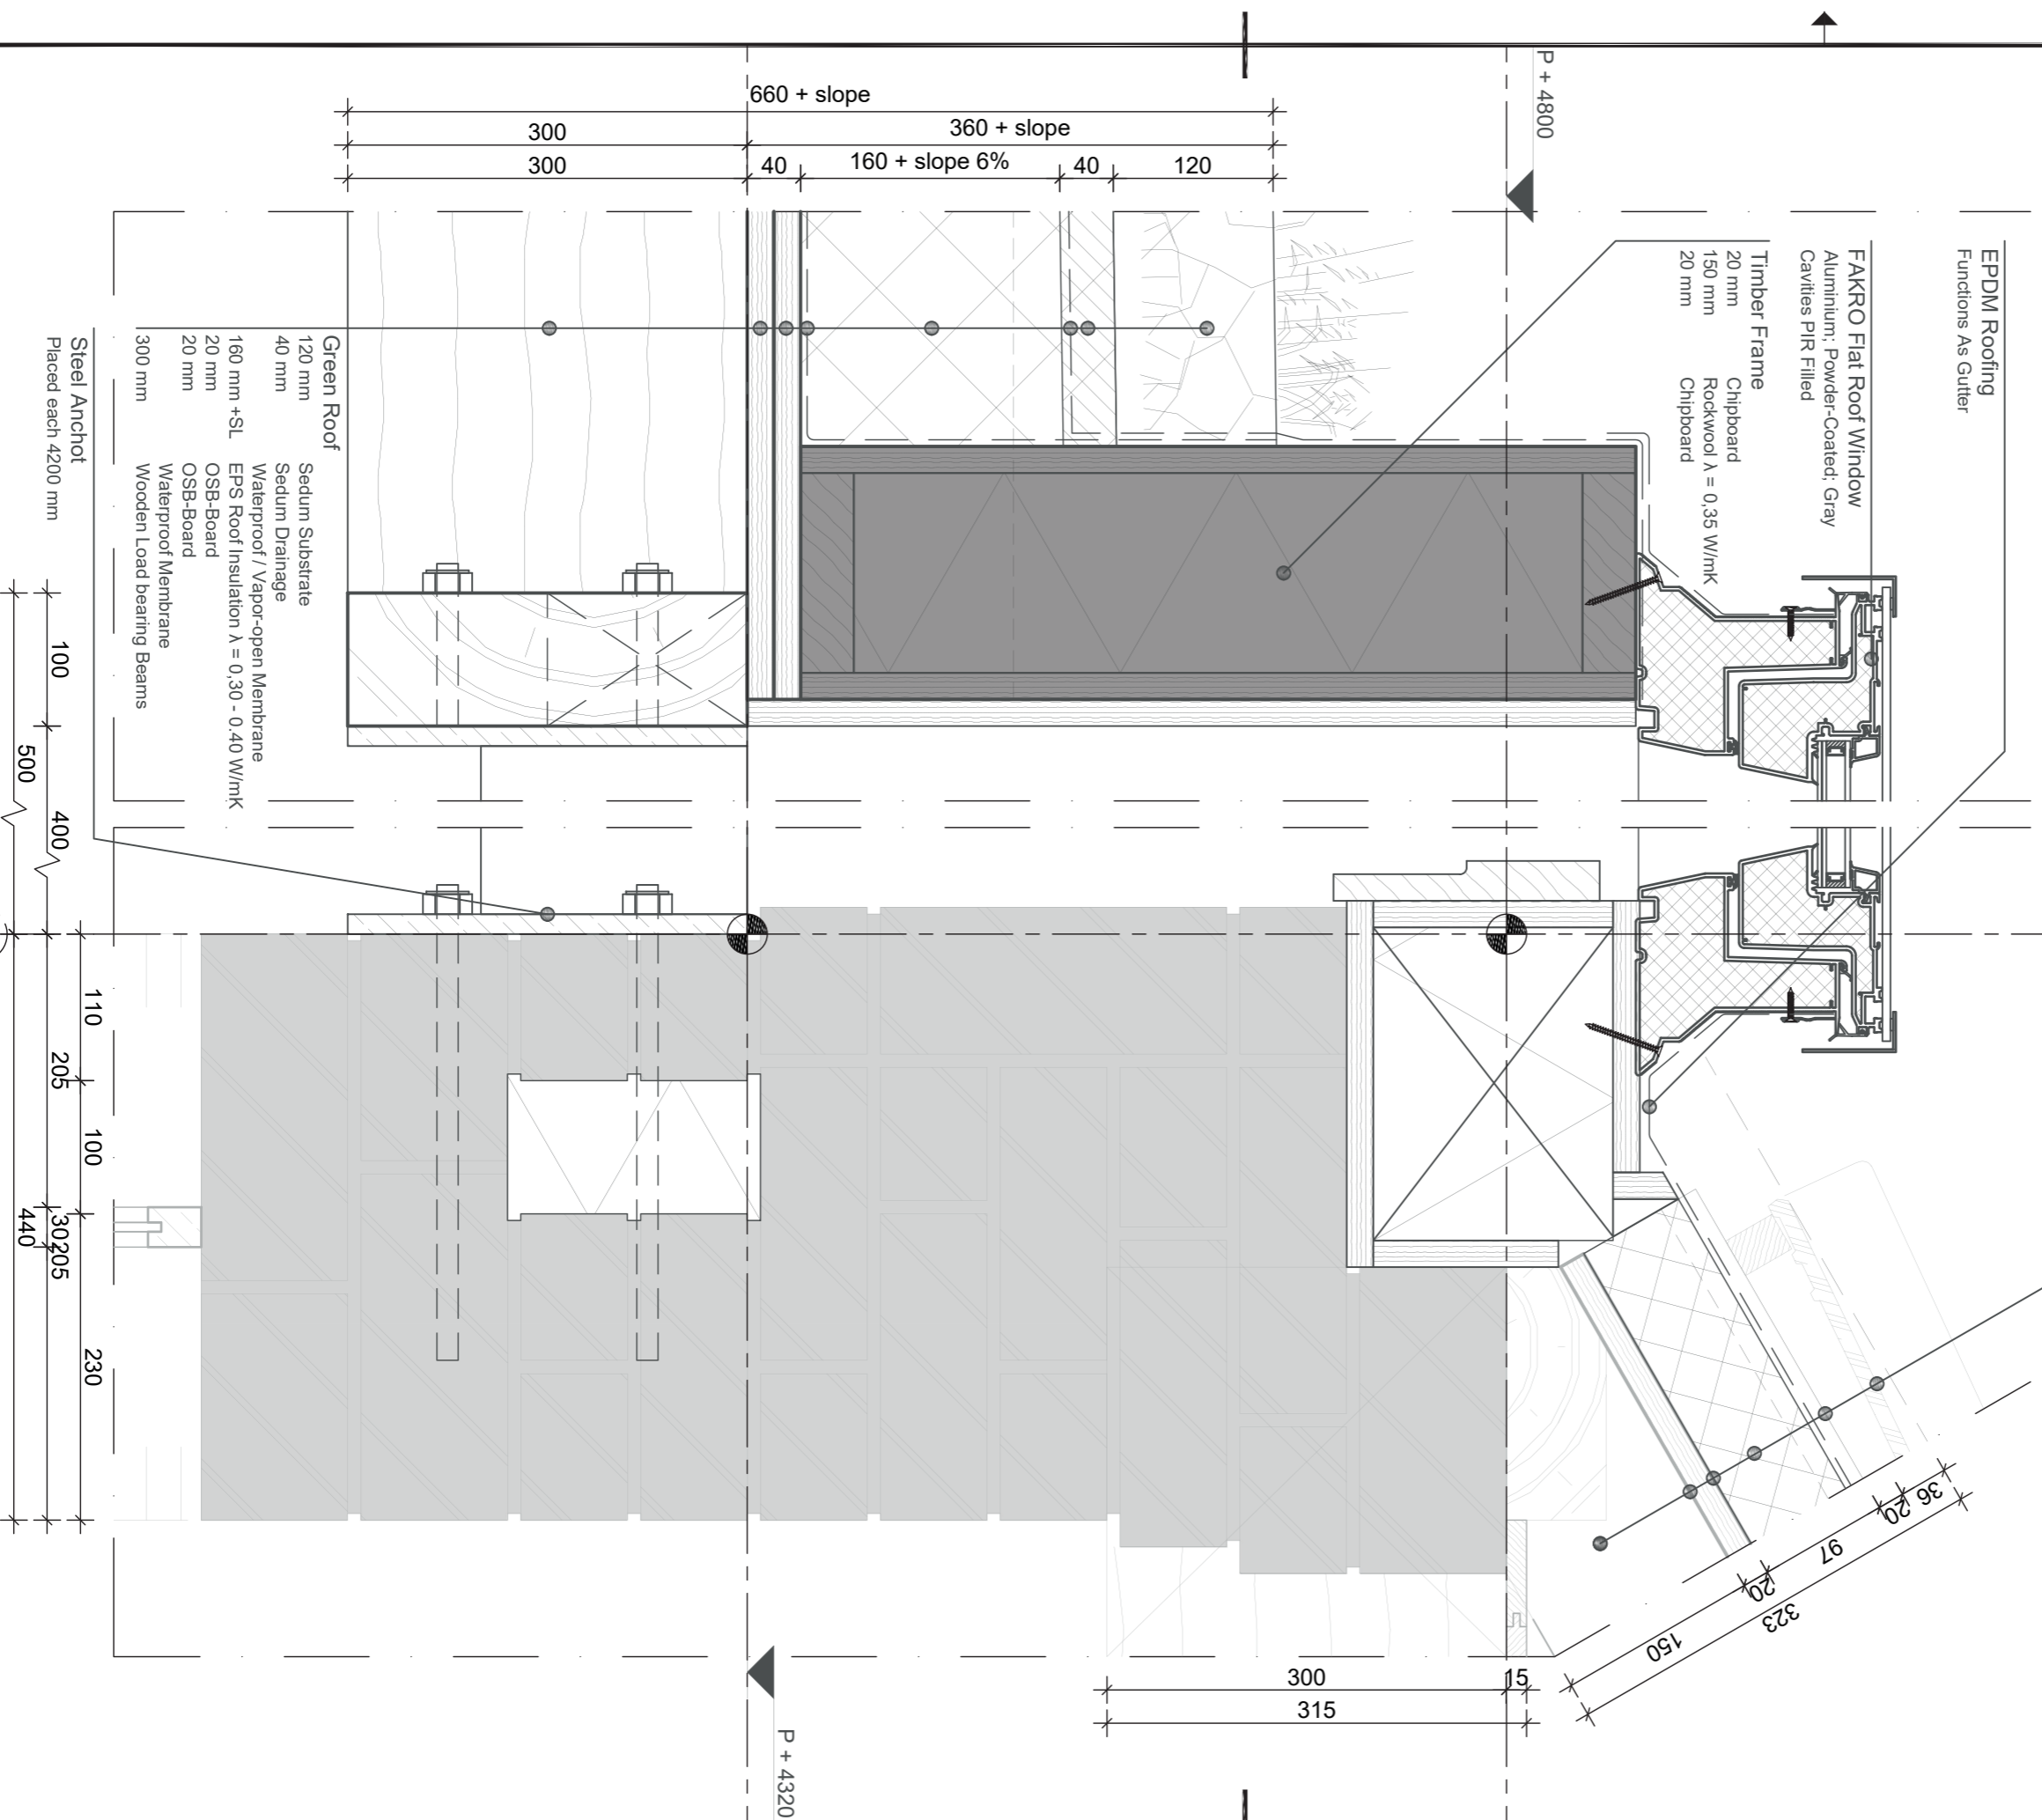 660 + slope
300
360 + slope
300
40
160 + slope 6%
40
120
P + 4800
EPDM Roofing
Functions As Gutter
FAKRO Flat Roof Window
Aluminium; Powder-Coated; Gray
Cavities PIR Filled
Timber Frame
20 mm Chipboard
150 mm Rockwool λ = 0,35 W/mK
20 mm Chipboard
Green Roof
120 mm Sedum Substrate
40 mm Sedum Drainage
Waterproof / Vapor-open Membrane
160 mm +SL EPS Roof Insulation λ = 0,30 - 0.40 W/mK
20 mm OSB-Board
20 mm OSB-Board
Waterproof Membrane
300 mm Wooden Load bearing Beams
Steel Anchot
Placed each 4200 mm
100
400
500
110
100
230
205
30
205
440
36
20
97
20
150
323
300
15
315
P + 4320